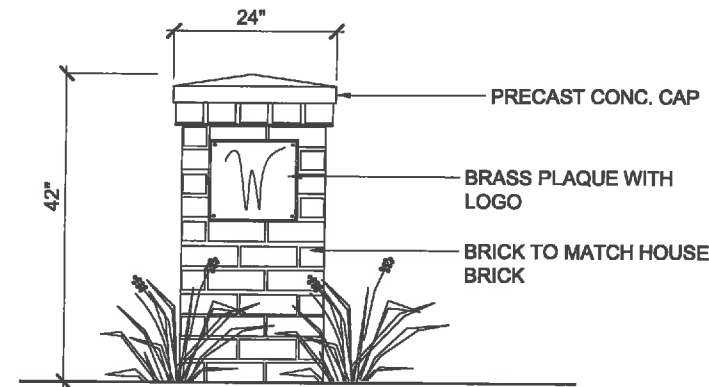 24"
PRECAST CONC. CAP
42"
W
BRASS PLAQUE WITH
LOGO
BRICK TO MATCH HOUSE
BRICK